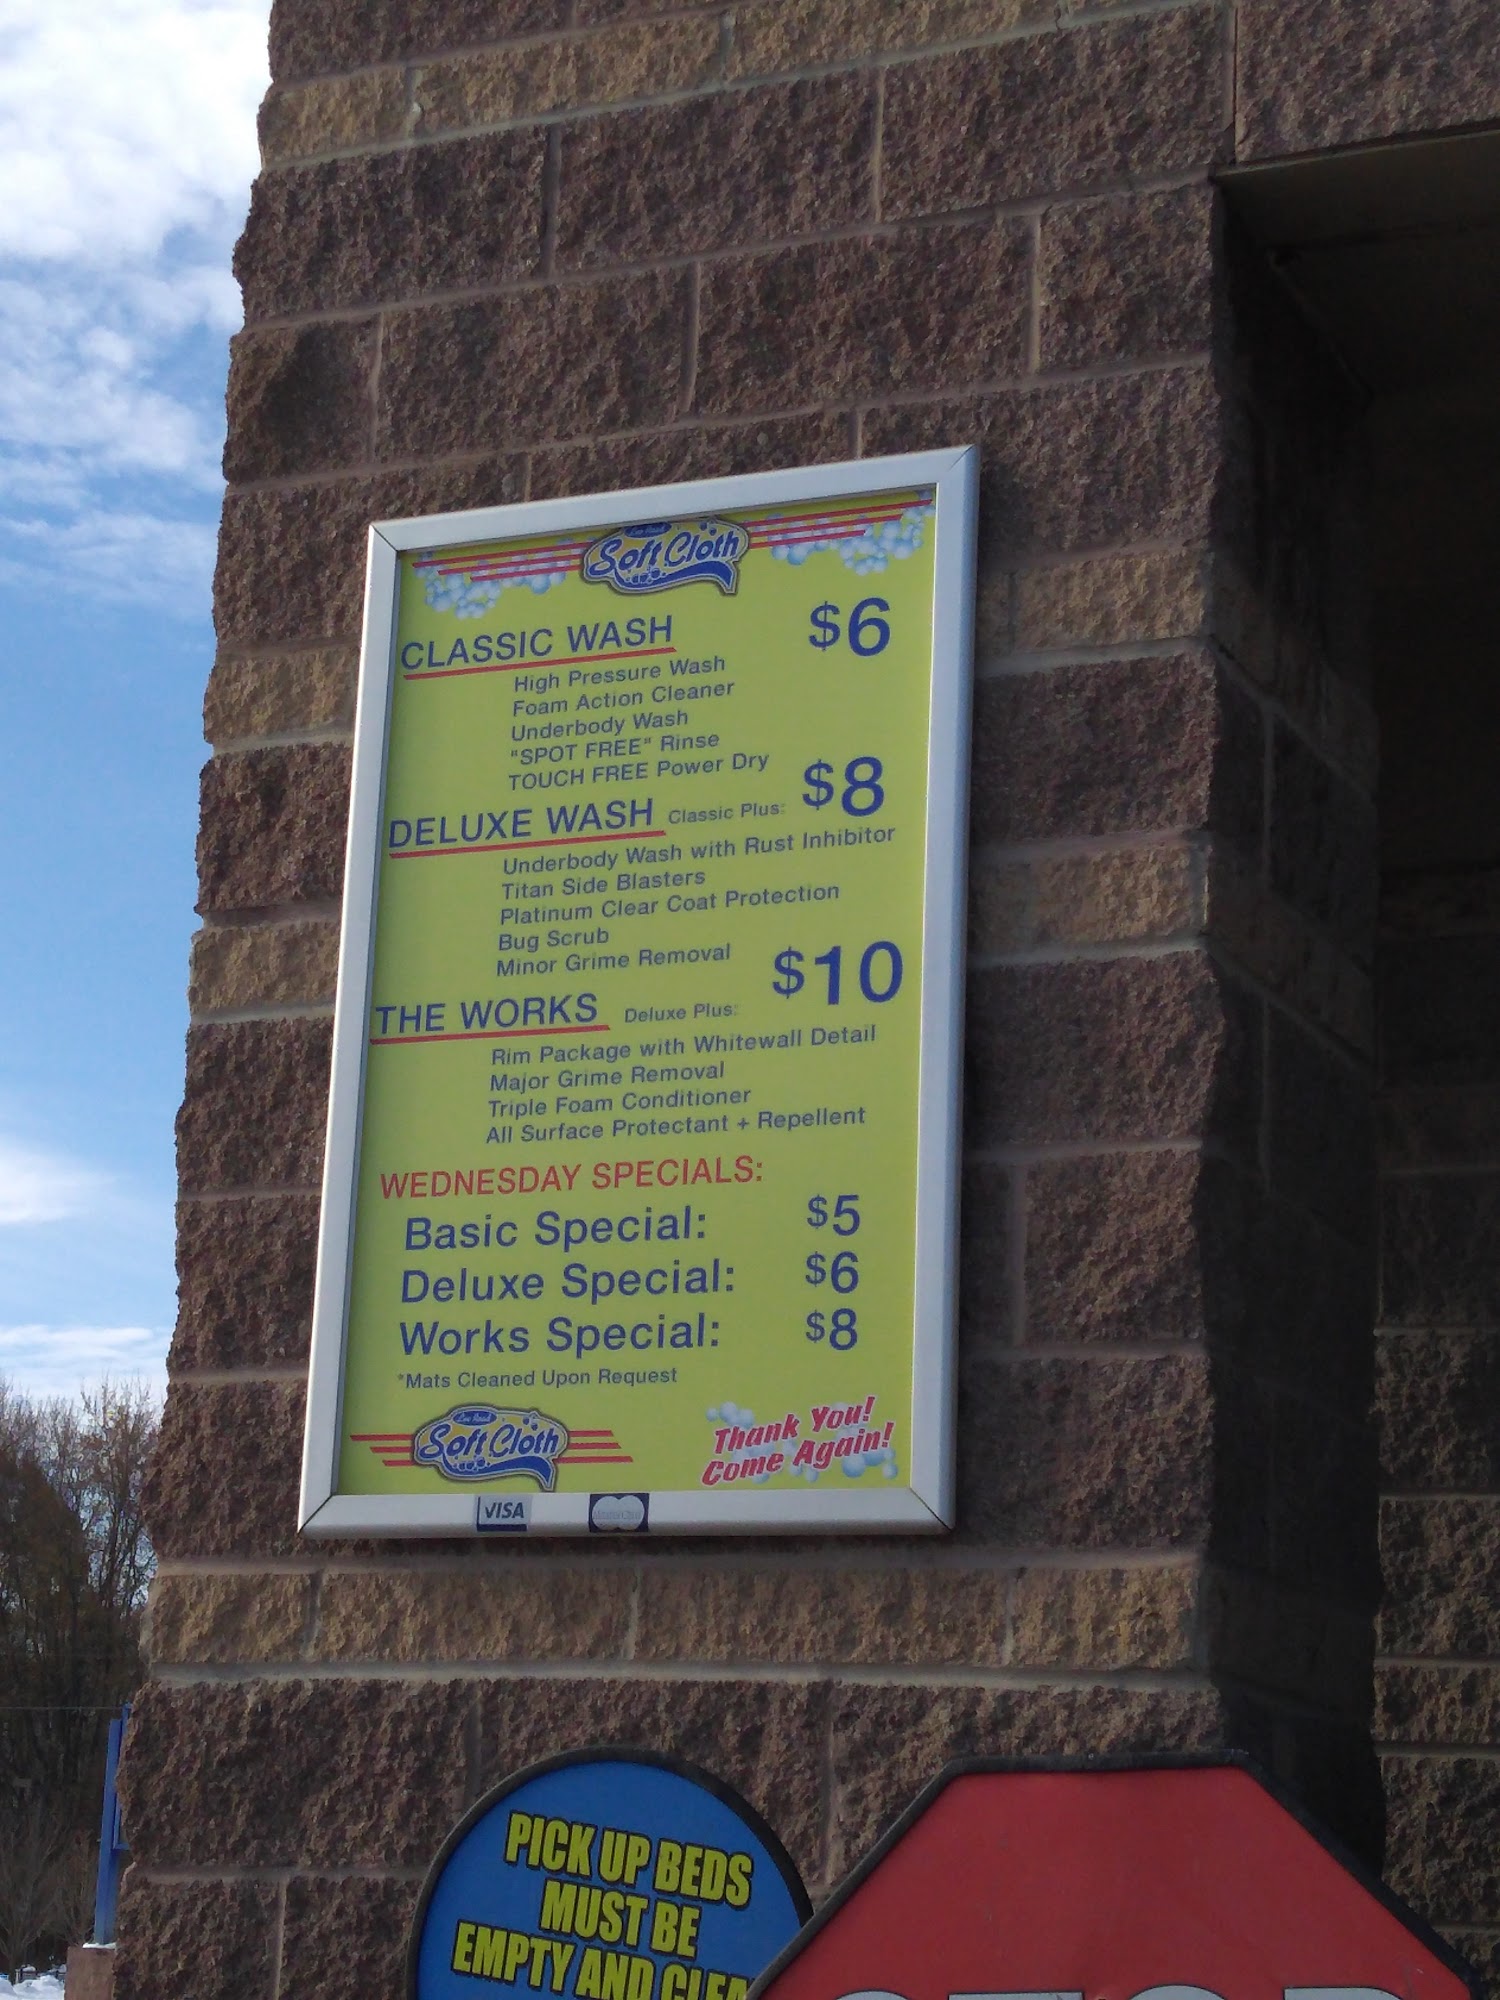 Soft Cloth
CLASSIC WASH $6
High Pressure Wash
Foam Action Cleaner
Underbody Wash
"SPOT FREE" Rinse
TOUCH FREE Power Dry
DELUXE WASH Classic Plus: $8
Underbody Wash with Rust Inhibitor
Titan Side Blasters
Platinum Clear Coat Protection
Bug Scrub
Minor Grime Removal
THE WORKS Deluxe Plus: $10
Rim Package with Whitewall Detail
Major Grime Removal
Triple Foam Conditioner
All Surface Protectant + Repellent
WEDNESDAY SPECIALS:
Basic Special: $5
Deluxe Special: $6
Works Special: $8
*Mats Cleaned Upon Request
Soft Cloth
Thank You!
Come Again!
VISA
PICK UP BEDS
MUST BE
EMPTY AND CLEA
STOP